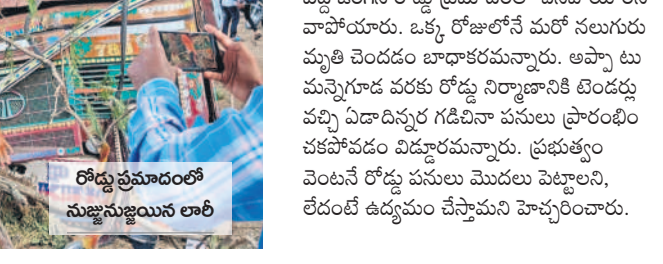 వాపోయారు. ఒక్క రోజులోనే మరో నలుగురు
మృతి చెందడం బాధాకరమన్నారు. అప్పా టు
మన్నెగూడ వరకు రోడ్డు నిర్మాణానికి టెండర్లు
వచ్చి ఏడాదిన్నర గడిచినా పనులు ప్రారంభిం
చకపోవడం విడ్డూరమన్నారు. ప్రభుత్వం
వెంటనే రోడ్డు పనులు మొదలు పెట్టాలని,
లేదంటే ఉద్యమం చేస్తామని హెచ్చరించారు.
రోడ్డు ప్రమాదంలో
నుజ్జునుజ్జయిన లారీ